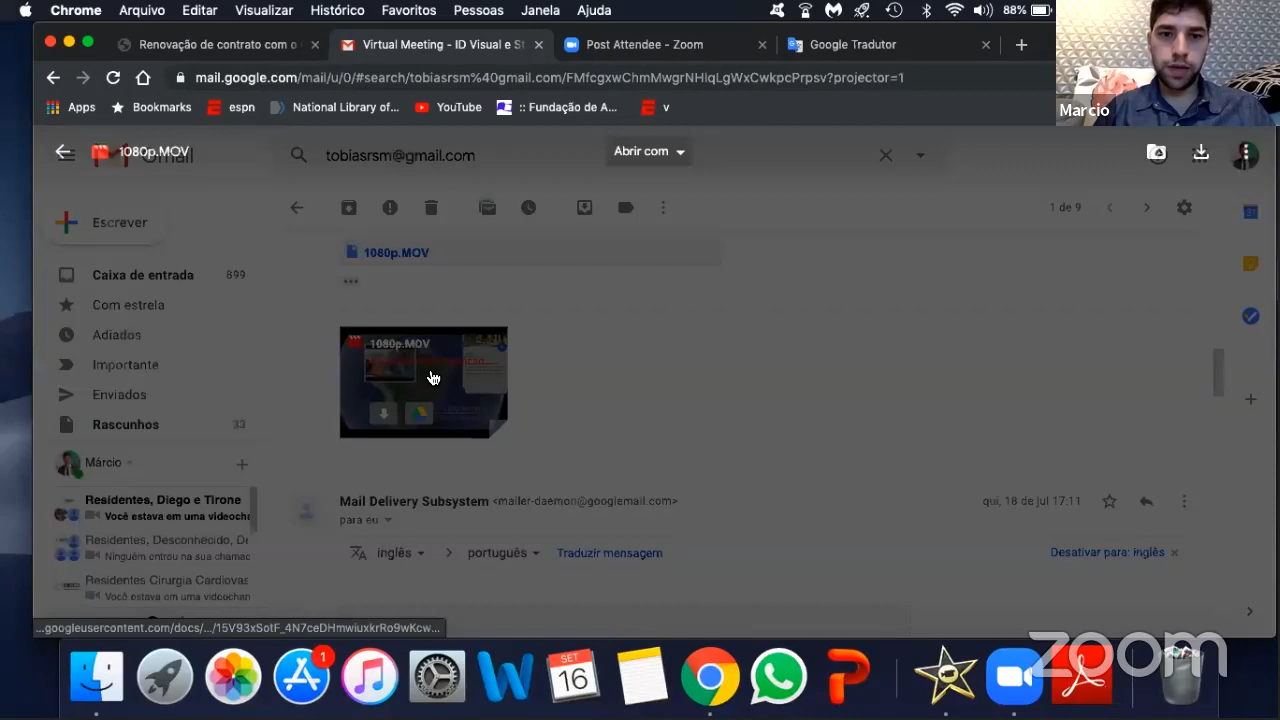 Chrome Arquivo Editar Visualizar Histórico Favoritos Pessoas Janela Ajuda 88%
Renovação de contrato com o
Virtual Meeting - ID Visual e St
Post Attendee - Zoom
Google Tradutor
mail.google.com/mail/u/0/#search/tobiasrsm%40gmail.com/FMfcgxwChmMwgrNHlqLgWxCwkpcPrpsv?projector=1
Apps Bookmarks espn National Library of... YouTube :: Fundação de A... v
Marcio
1080p.MOV
Gmail
tobiasrsm@gmail.com
Abrir com
Escrever
1 de 9
1080p.MOV
Caixa de entrada 899
Com estrela
Adiados
Importante
Enviados
Rascunhos 33
Márcio
Residentes, Diego e Tirone
Você estava em uma videocha
Residentes, Desconhecido, De
Ninguém entrou na sua chamac
Residentes Cirurgia Cardiovas
Você estava em uma videochan
1080p.MOV
Mail Delivery Subsystem <mailer-daemon@googlemail.com>
qui, 18 de jul 17:11
para eu
inglês > português Traduzir mensagem
Desativar para: inglês ×
...googleusercontent.com/docs/.../15V93xSotF_4N7ceDHmwiuxkrRo9wKcw...
zoom
1
SET
16